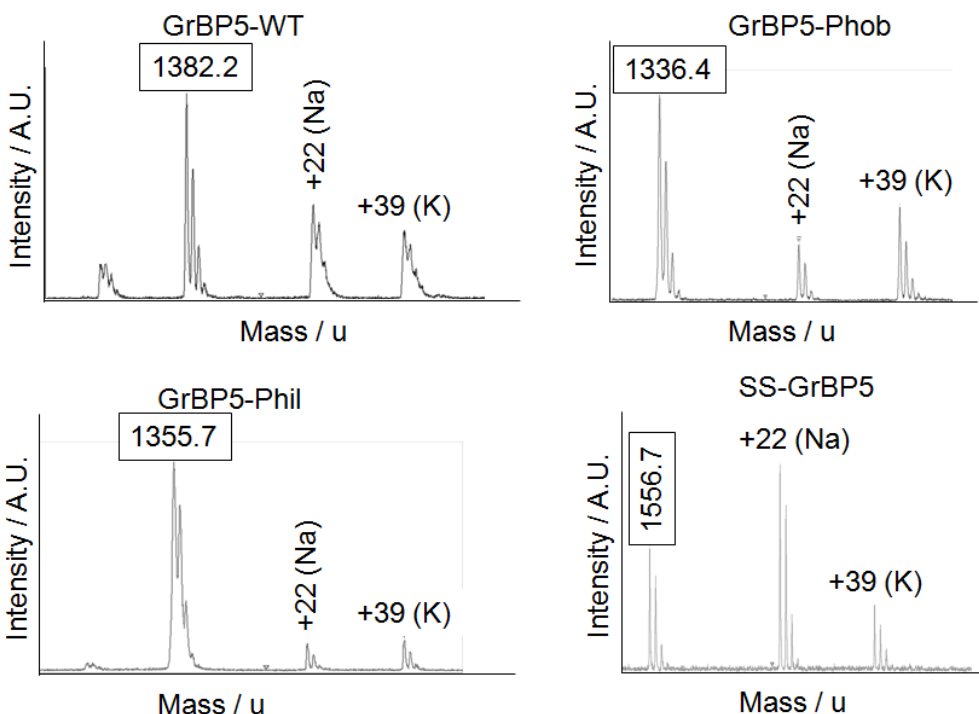 GrBP5-WT
1382.2
+22 (Na)
+39 (K)
Intensity / A.U.
Mass / u
GrBP5-Phob
1336.4
+22 (Na)
+39 (K)
Intensity / A.U.
Mass / u
GrBP5-Phil
1355.7
+22 (Na)
+39 (K)
Intensity / A.U.
Mass / u
SS-GrBP5
1556.7
+22 (Na)
+39 (K)
Intensity / A.U.
Mass / u